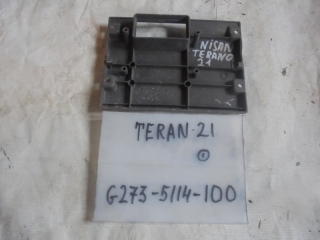 NISAN
TERANO
21
TERAN-21
1
G273-5114-100